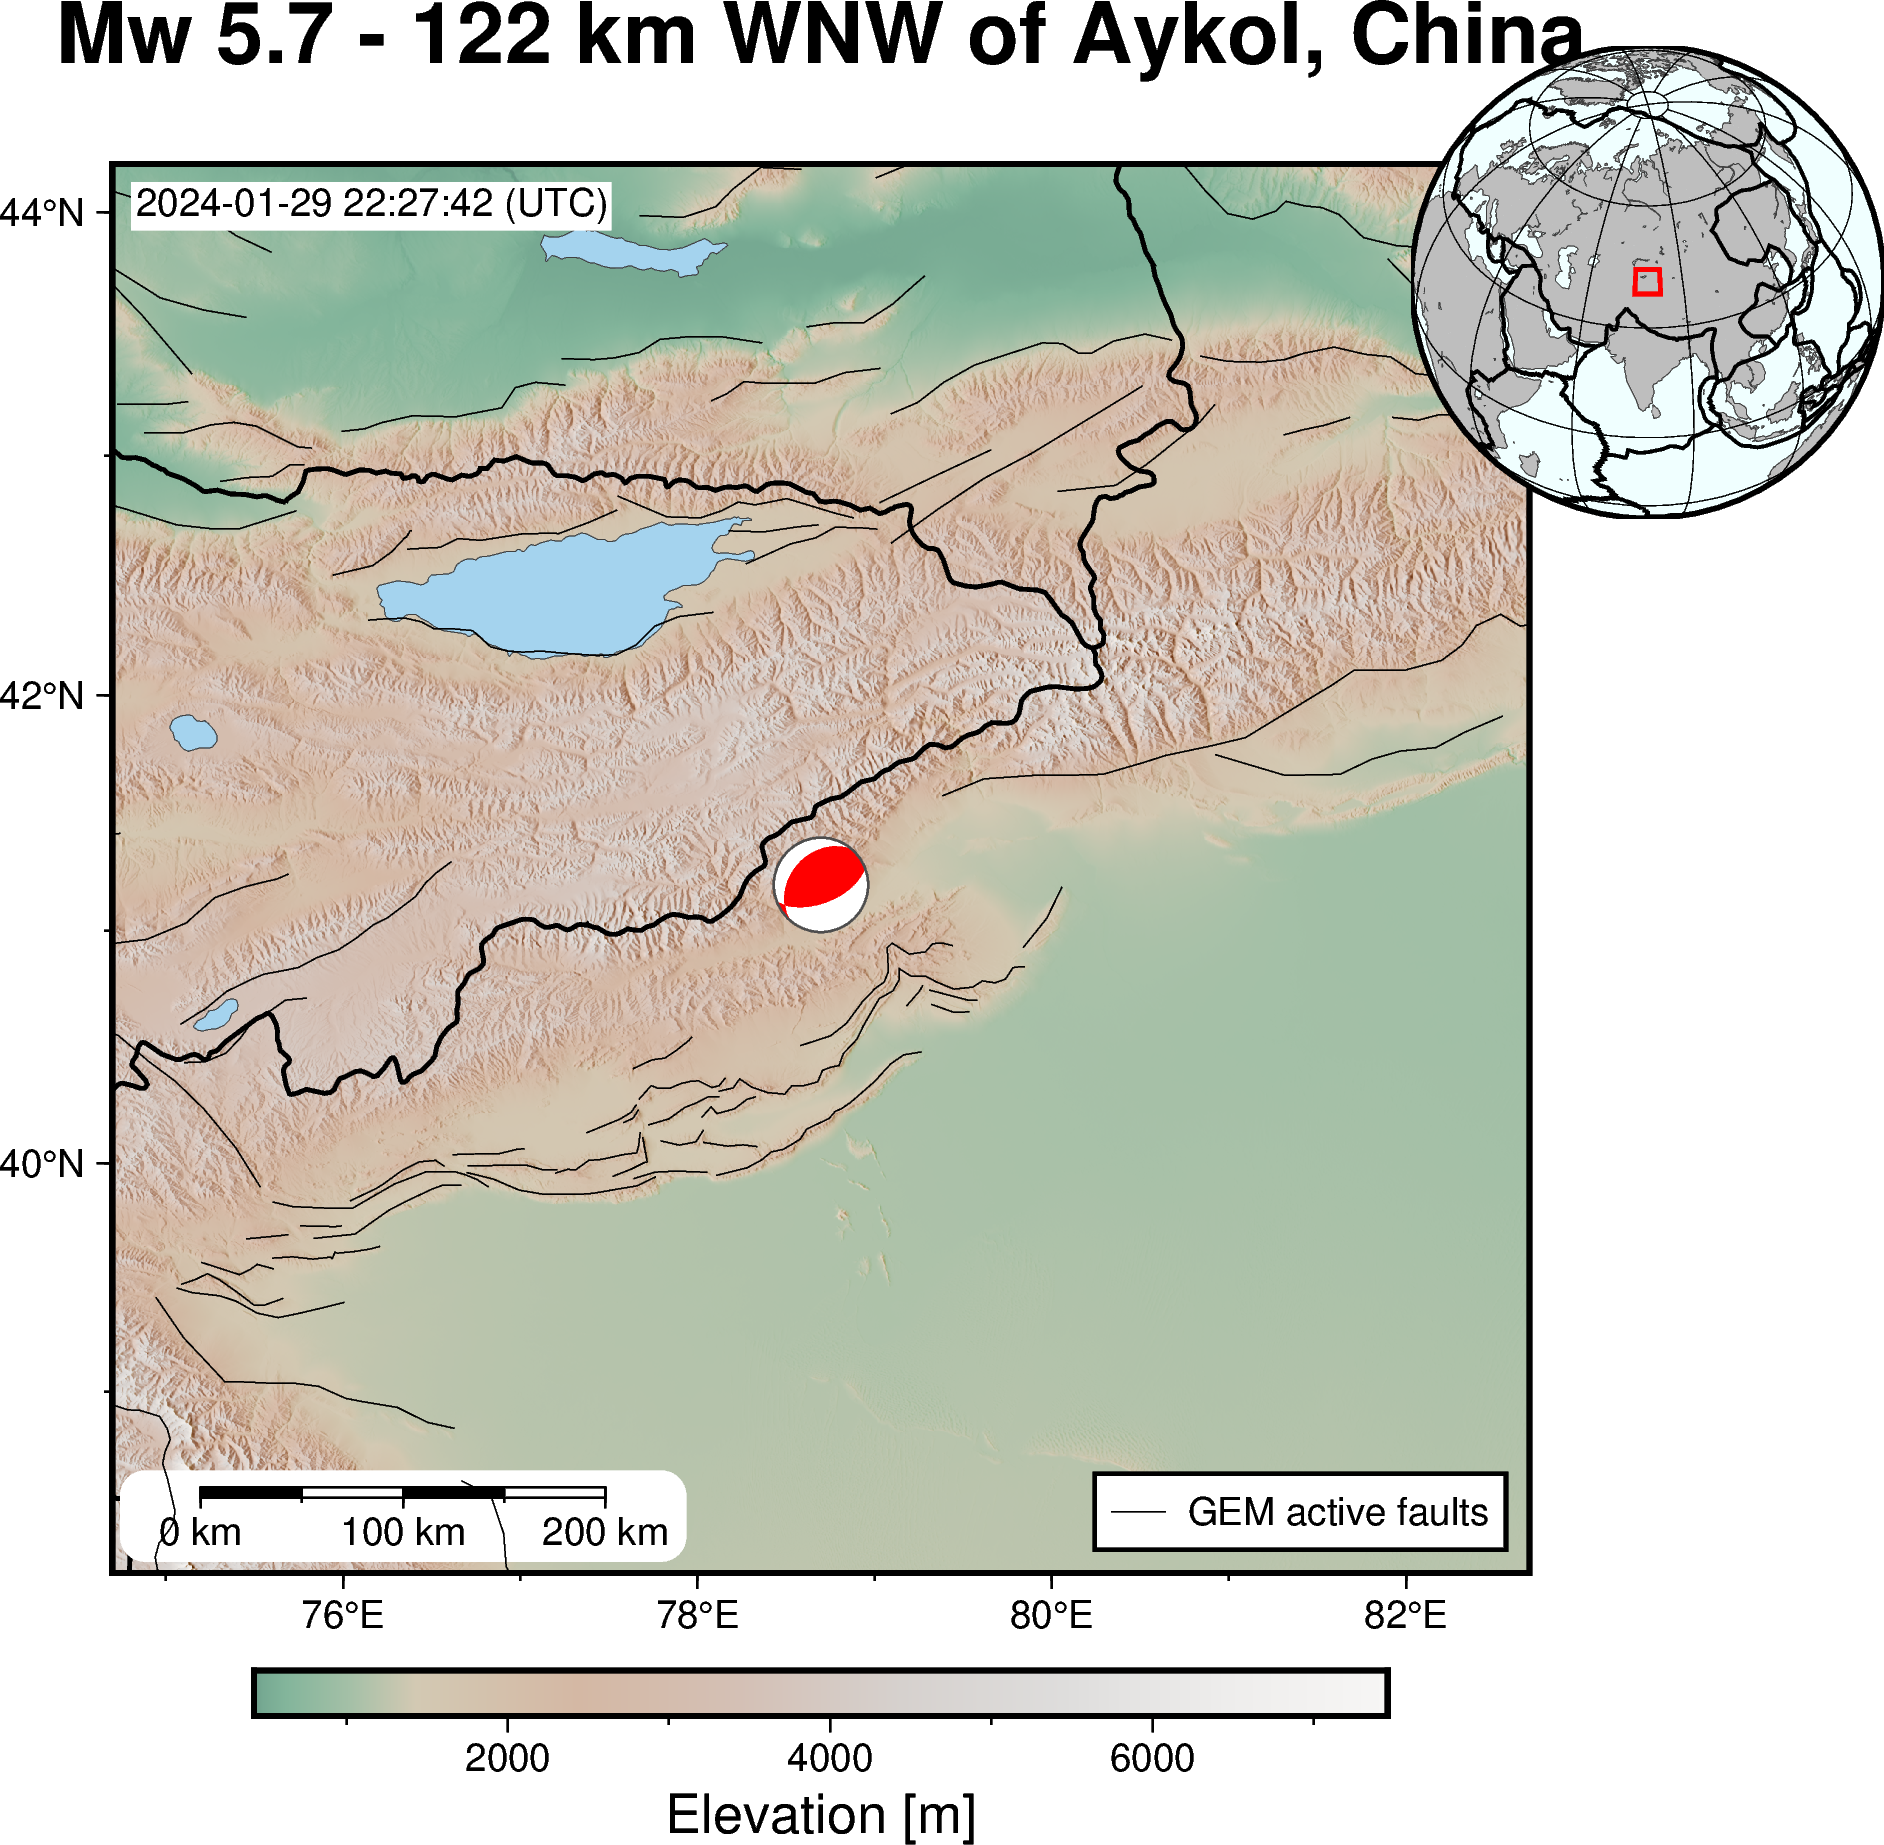 Mw 5.7 - 122 km WNW of Aykol, China
2024-01-29 22:27:42 (UTC)
44°N
42°N
40°N
0 km 100 km 200 km
GEM active faults
76°E 78°E 80°E 82°E
2000 4000 6000
Elevation [m]